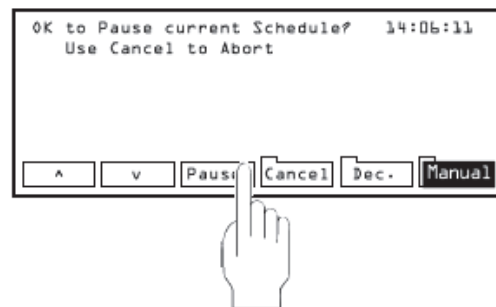 OK to Pause current Schedule? 14:06:11
Use Cancel to Abort
^ v Pause Cancel Dec. Manual